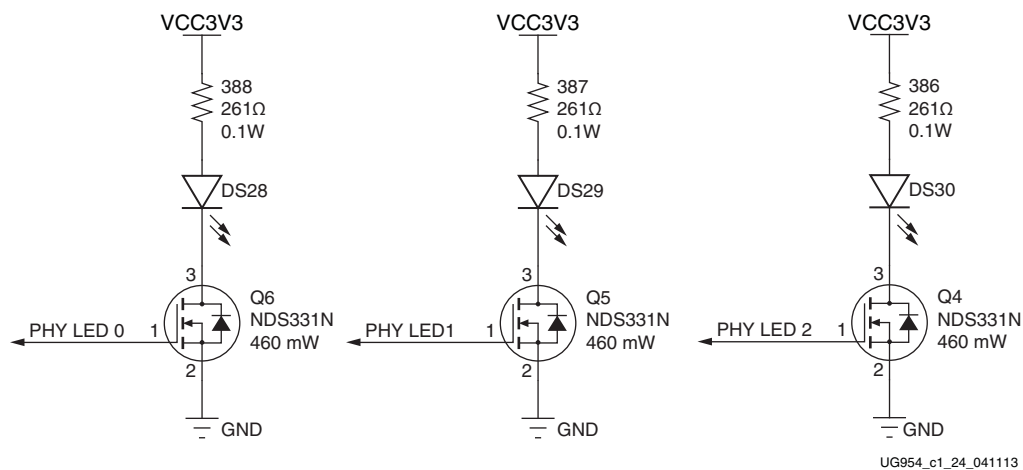 VCC3V3
388
261Ω
0.1W
DS28
3
Q6
NDS331N
460 mW
PHY LED 0
1
2
GND
VCC3V3
387
261Ω
0.1W
DS29
3
Q5
NDS331N
460 mW
PHY LED1
1
2
GND
VCC3V3
386
261Ω
0.1W
DS30
3
Q4
NDS331N
460 mW
PHY LED 2
1
2
GND
UG954_c1_24_041113